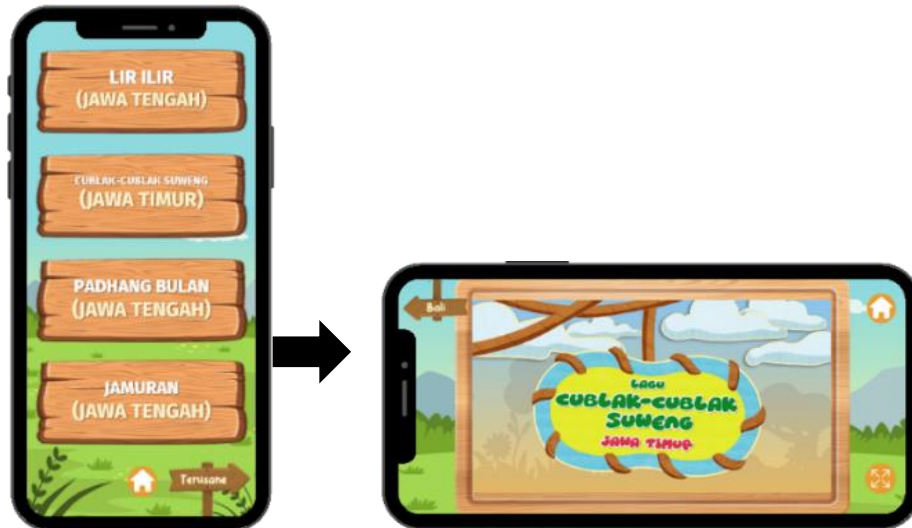 LIR ILIR
(JAWA TENGAH)
CUBLAK-CUBLAK SUWENG
(JAWA TIMUR)
PADHANG BULAN
(JAWA TENGAH)
JAMURAN
(JAWA TENGAH)
Terusane
Bali
LAGU
CUBLAK-CUBLAK
SUWENG
JAWA TIMUR